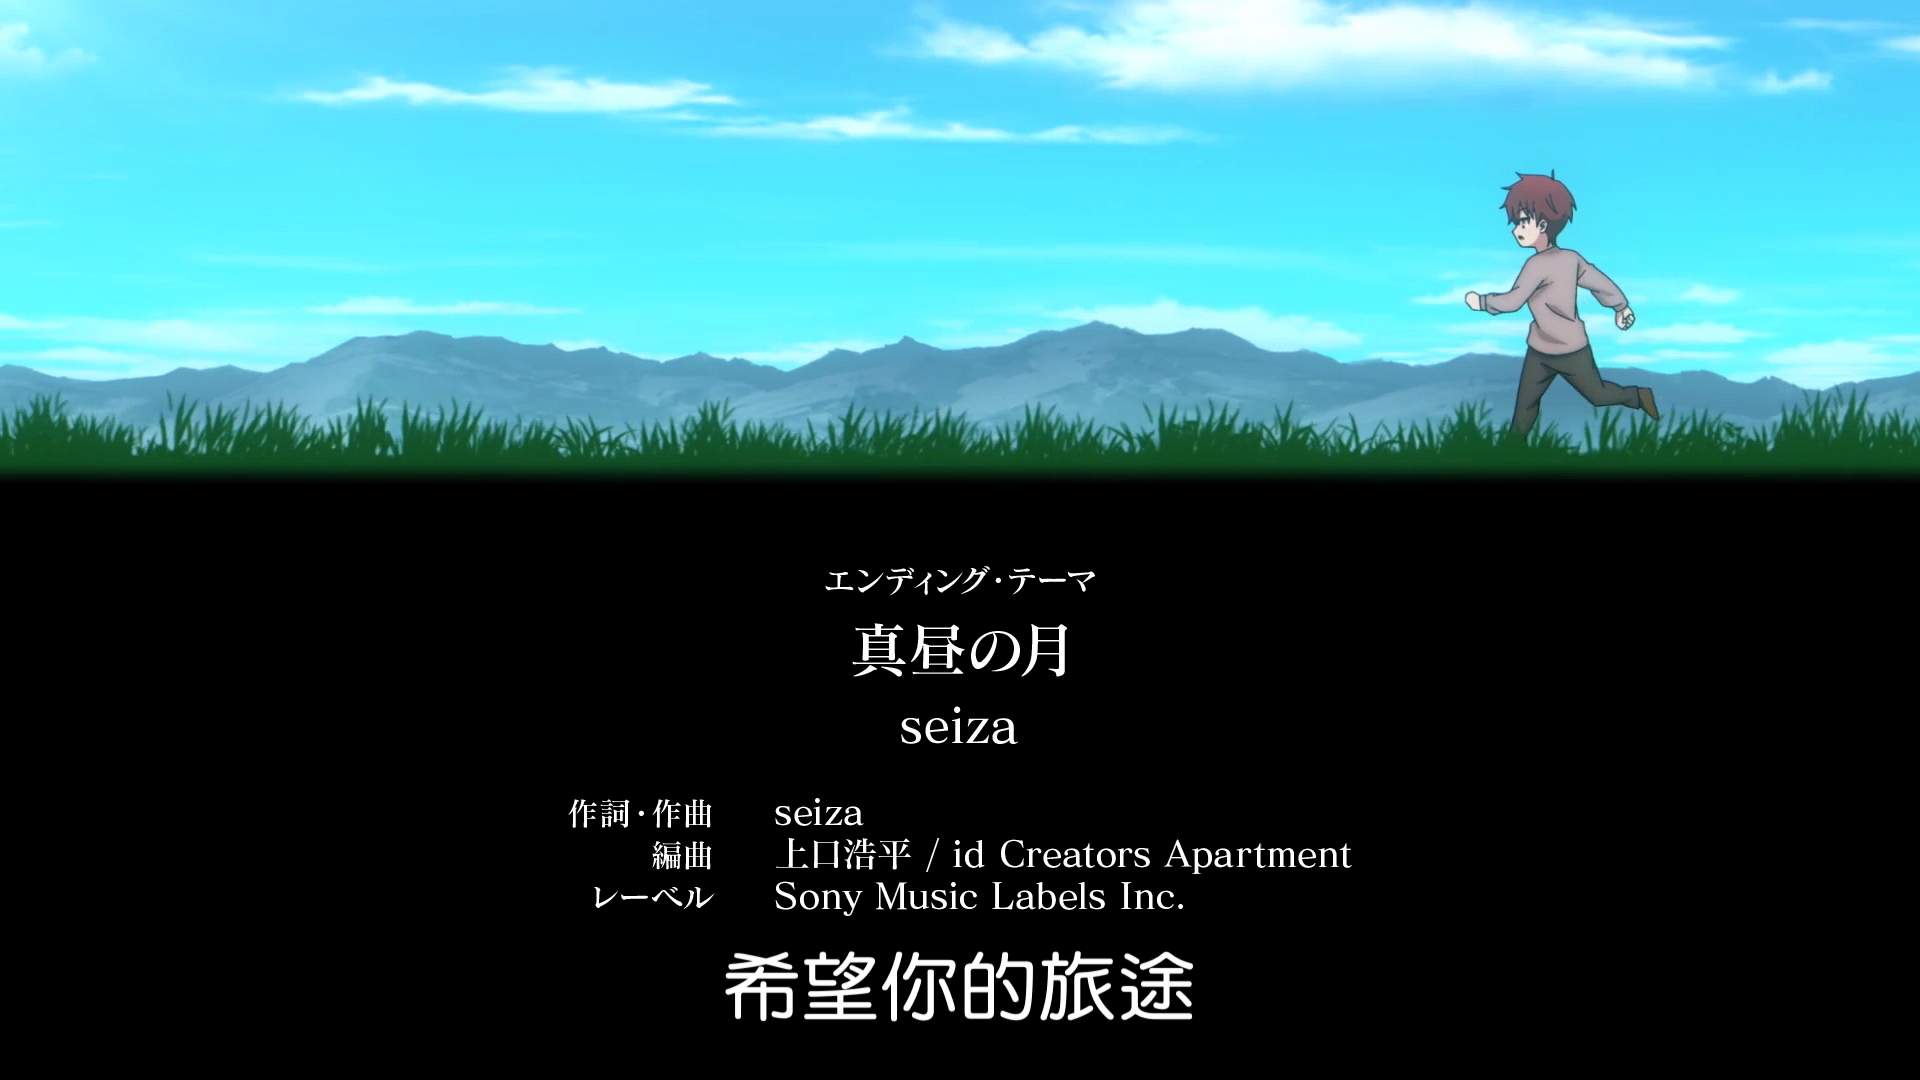 エンディング・テーマ
真昼の月
seiza
作詞・作曲 seiza
編曲 上口浩平 / id Creators Apartment
レーベル Sony Music Labels Inc.
希望你的旅途